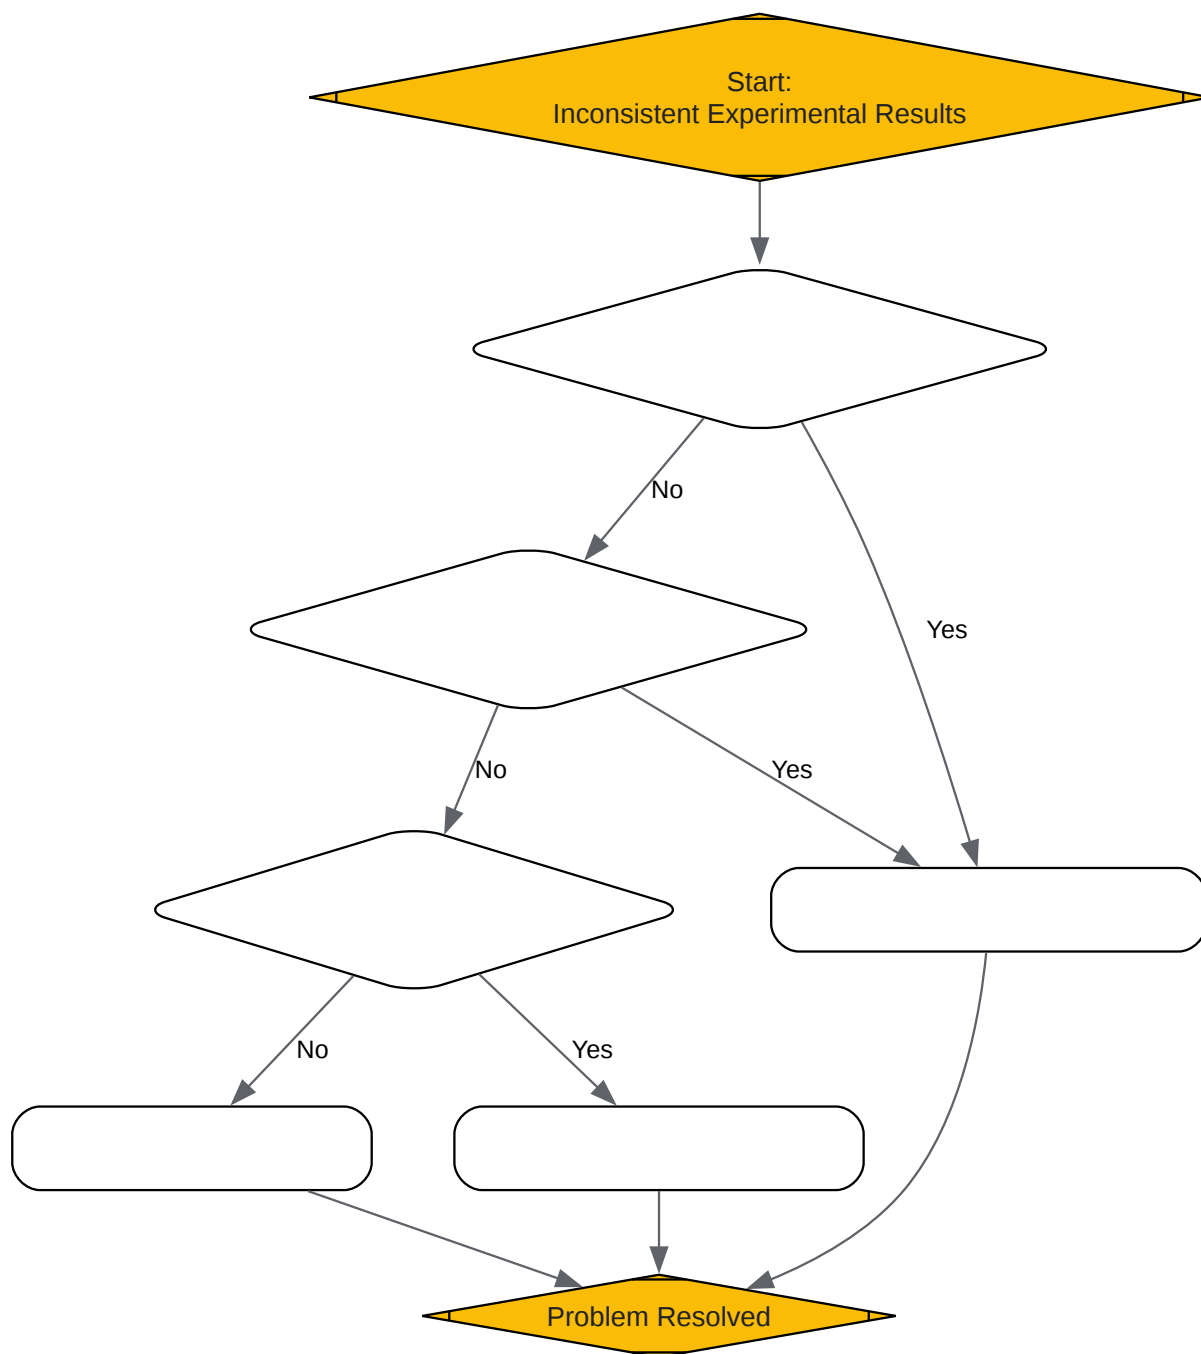 Start:
Inconsistent Experimental Results
No
Yes
No
Yes
No
Yes
Problem Resolved